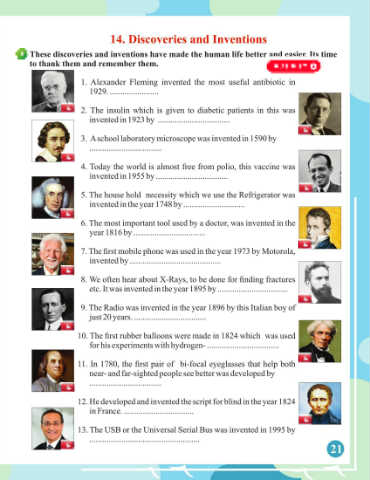 14. Discoveries and Inventions
These discoveries and inventions have made the human life better and easier. Its time
to thank them and remember them.
1. Alexander Fleming invented the most useful antibiotic in
1929. ........................
2. The insulin which is given to diabetic patients in this was
invented in 1923 by ....................................
3. A school laboratory microscope was invented in 1590 by
....................................
4. Today the world is almost free from polio, this vaccine was
invented in 1955 by ....................................
5. The house hold necessity which we use the Refrigerator was
invented in the year 1748 by ..............................
6. The most important tool used by a doctor, was invented in the
year 1816 by ....................................
7. The first mobile phone was used in the year 1973 by Motorola,
invented by ..............................................
8. We often hear about X-Rays, to be done for finding fractures
etc. It was invented in the year 1895 by ..................................
9. The Radio was invented in the year 1896 by this Italian boy of
just 20 years. ....................................
10. The first rubber balloons were made in 1824 which was used
for his experiments with hydrogen- ....................................
11. In 1780, the first pair of bi-focal eyeglasses that help both
near- and far-sighted people see better was developed by
....................................
12. He developed and invented the script for blind in the year 1824
in France. ....................................
13. The USB or the Universal Serial Bus was invented in 1995 by
.......................................................
21